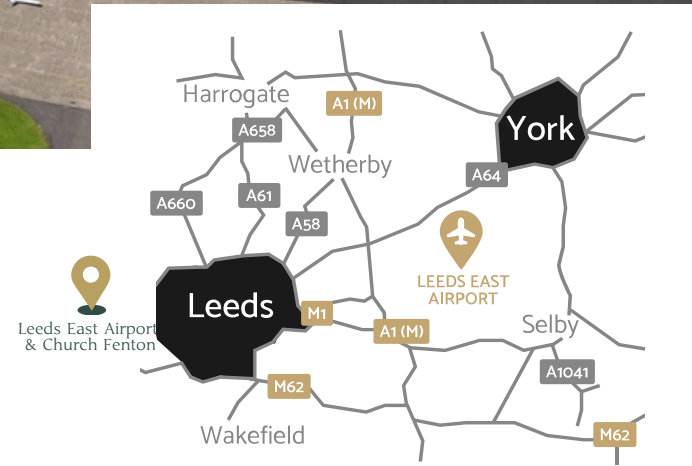 Harrogate
A1 (M)
A658
York
Wetherby
A64
A61
A660
A58
LEEDS EAST
AIRPORT
Leeds
M1
Leeds East Airport
& Church Fenton
Selby
A1 (M)
A1041
M62
Wakefield
M62